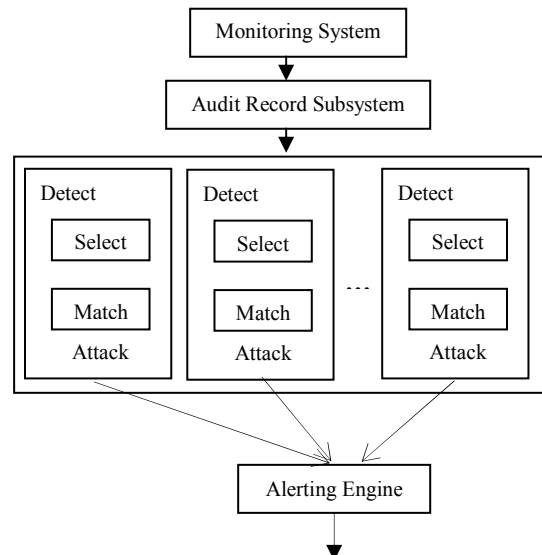 Monitoring System
Audit Record Subsystem
Detect
Select
Match
Attack
Detect
Select
Match
Attack
...
Detect
Select
Match
Attack
Alerting Engine